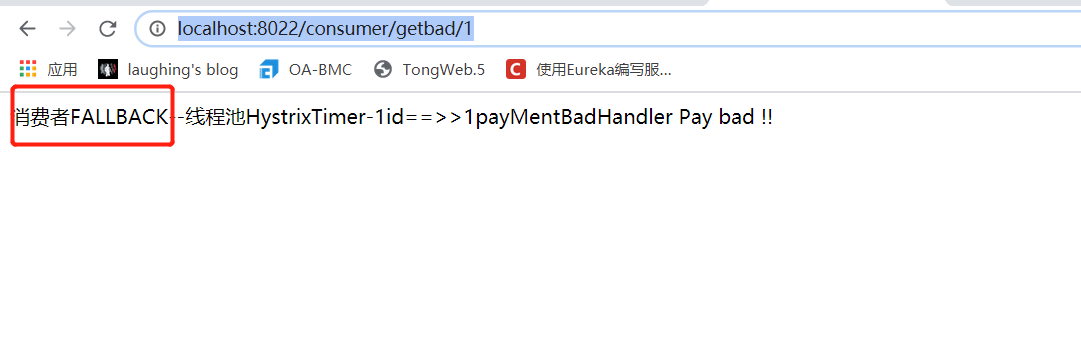 localhost:8022/consumer/getbad/1
应用 laughing's blog OA-BMC TongWeb.5 C 使用Eureka编写服...
消费者FALLBACK--线程池HystrixTimer-1id==>>1payMentBadHandler Pay bad !!